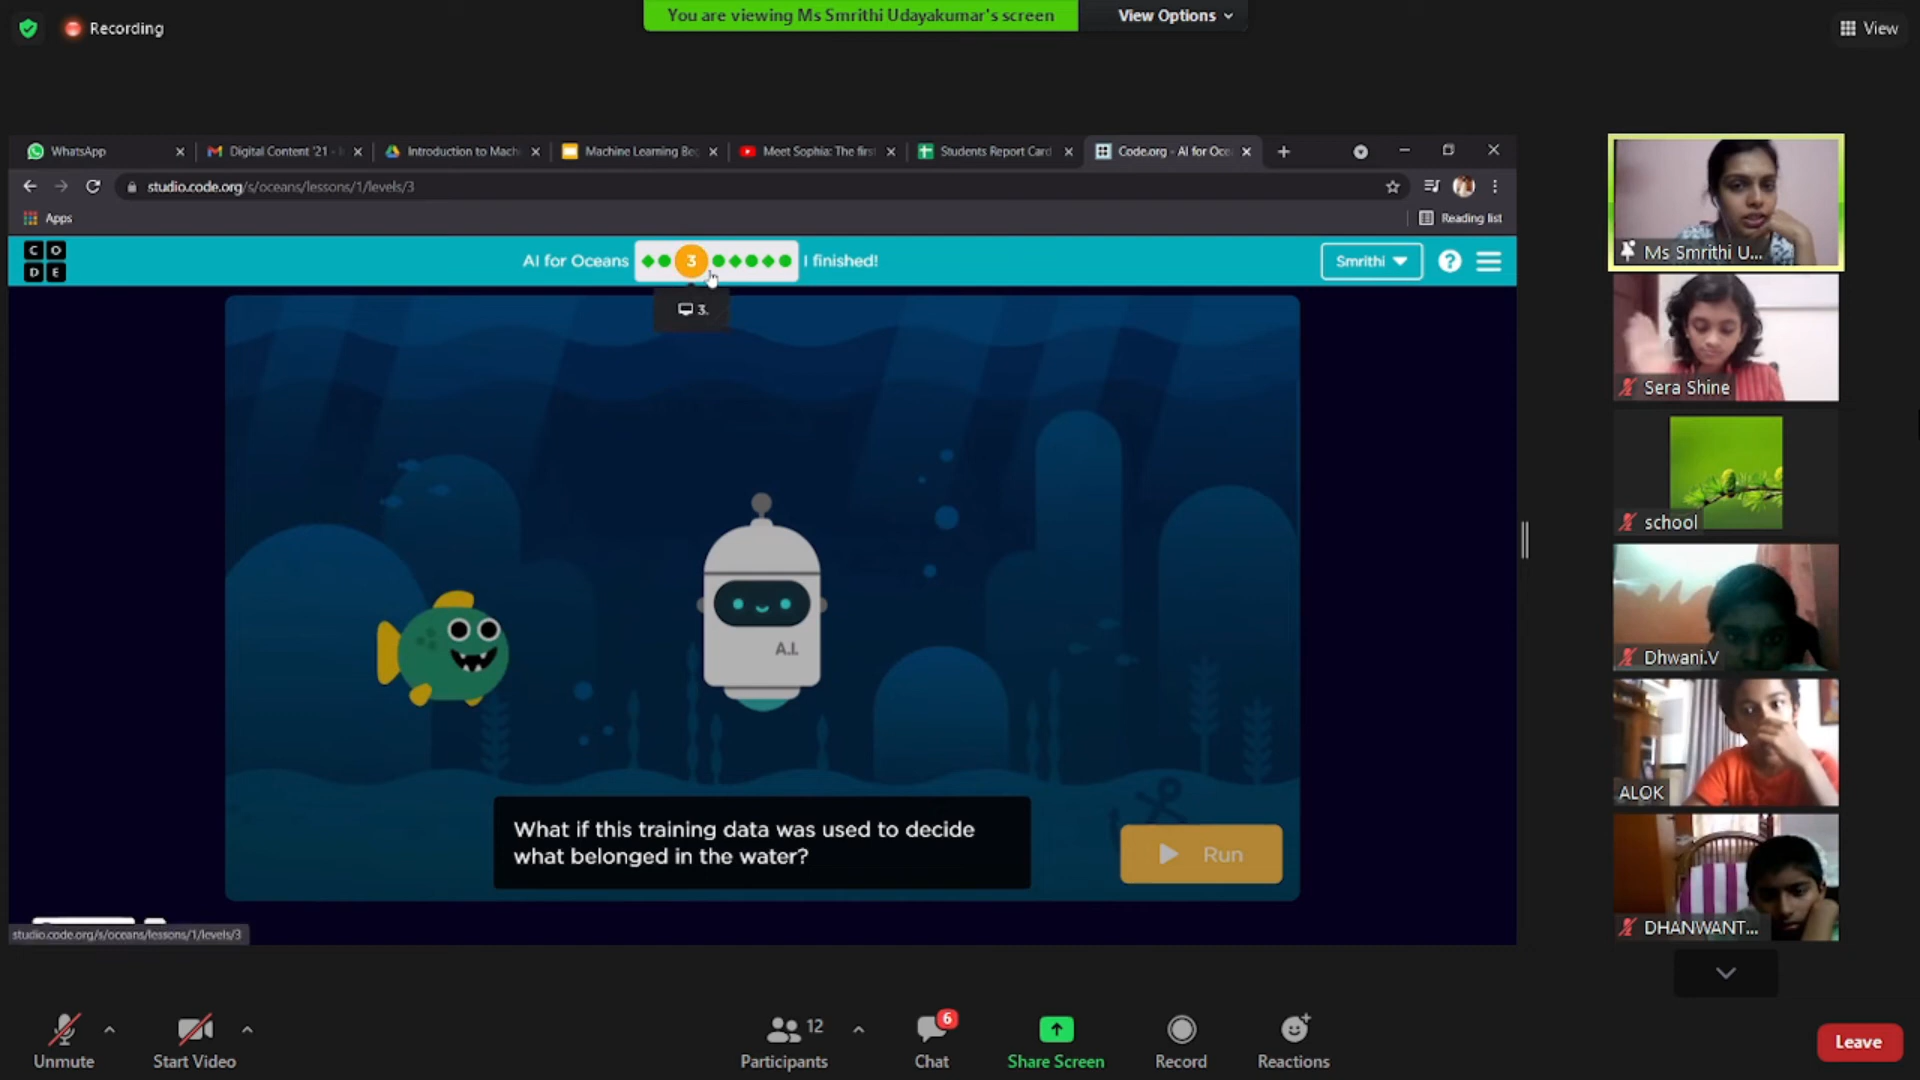 Recording
You are viewing Ms Smrithi Udayakumar's screen
View Options
View
WhatsApp
Digital Content '21 -
Introduction to Mach
Machine Learning Be
Meet Sophia: The first
Students Report Card
Code.org - AI for Oce
studio.code.org/s/oceans/lessons/1/levels/3
Apps
Reading list
C O
D E
AI for Oceans
3
I finished!
Smrithi
?
3.
A.I.
What if this training data was used to decide
what belonged in the water?
Run
studio.code.org/s/oceans/lessons/1/levels/3
Ms Smrithi U...
Sera Shine
school
Dhwani.V
ALOK
DHANWANT...
Unmute
Start Video
Participants
12
Chat
6
Share Screen
Record
Reactions
Leave